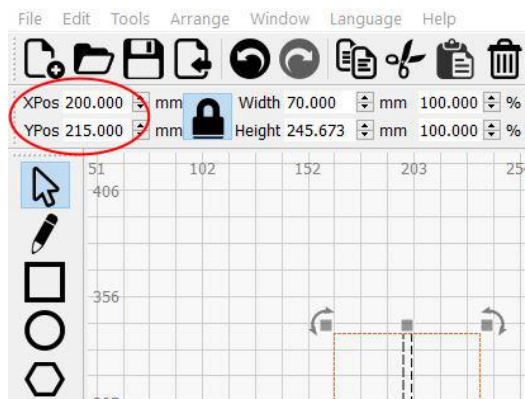 File Edit Tools Arrange Window Language Help
XPos 200.000 mm Width 70.000 mm 100.000 %
YPos 215.000 mm Height 245.673 mm 100.000 %
51 102 152 203
406
356